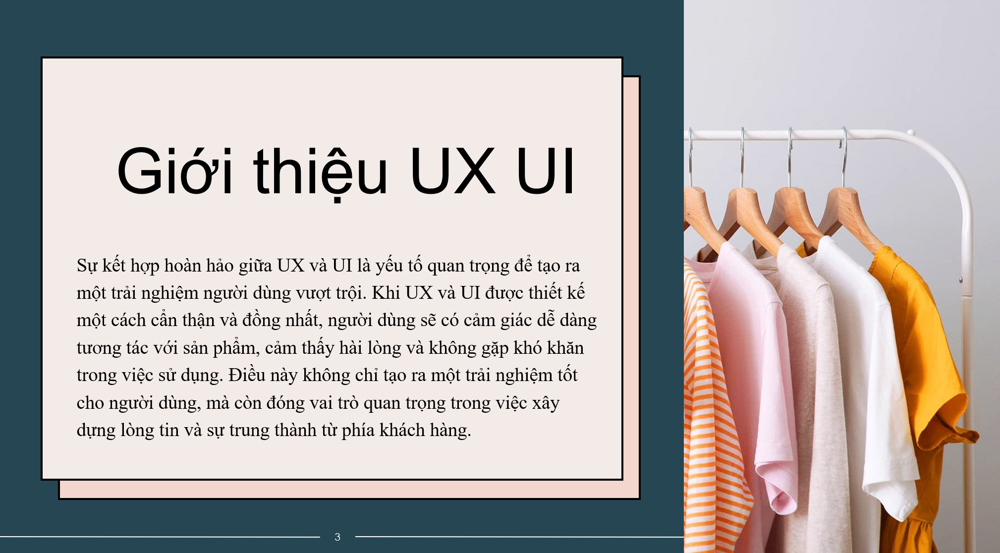 Giới thiệu UX UI
Sự kết hợp hoàn hảo giữa UX và UI là yếu tố quan trọng để tạo ra
một trải nghiệm người dùng vượt trội. Khi UX và UI được thiết kế
một cách cẩn thận và đồng nhất, người dùng sẽ có cảm giác dễ dàng
tương tác với sản phẩm, cảm thấy hài lòng và không gặp khó khăn
trong việc sử dụng. Điều này không chỉ tạo ra một trải nghiệm tốt
cho người dùng, mà còn đóng vai trò quan trọng trong việc xây
dựng lòng tin và sự trung thành từ phía khách hàng.
3